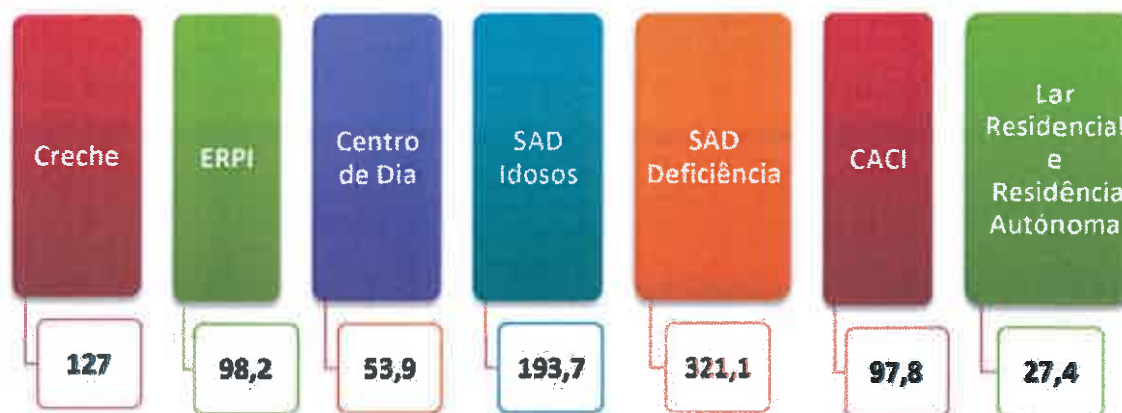 Creche
127
ERPI
98,2
Centro
de Dia
53,9
SAD
Idosos
193,7
SAD
Deficiência
321,1
CACI
97,8
Lar
Residencial
e
Residência
Autónoma
27,4